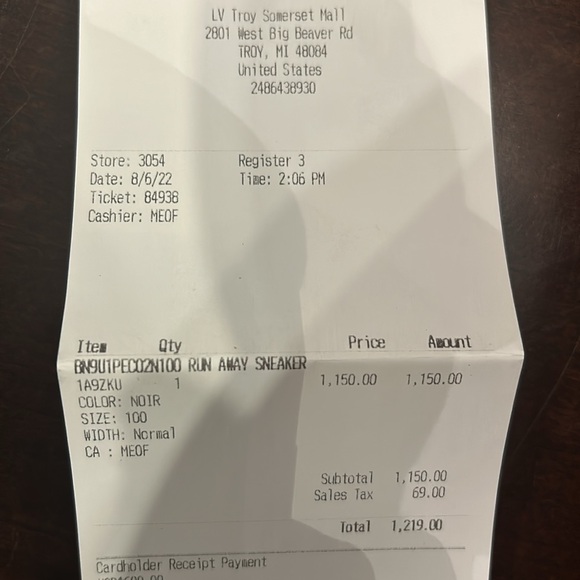 LV Troy Somerset Mall
2801 West Big Beaver Rd
TROY, MI 48084
United States
2486438930
Store: 3054 Register 3
Date: 8/6/22 Time: 2:06 PM
Ticket: 84938
Cashier: MEOF
Item Qty Price Amount
BN9U1PECO2N100 RUN AWAY SNEAKER
1A9ZKU 1 1,150.00 1,150.00
COLOR: NOIR
SIZE: 100
WIDTH: Normal
CA : MEOF
Subtotal 1,150.00
Sales Tax 69.00
Total 1,219.00
Cardholder Receipt Payment